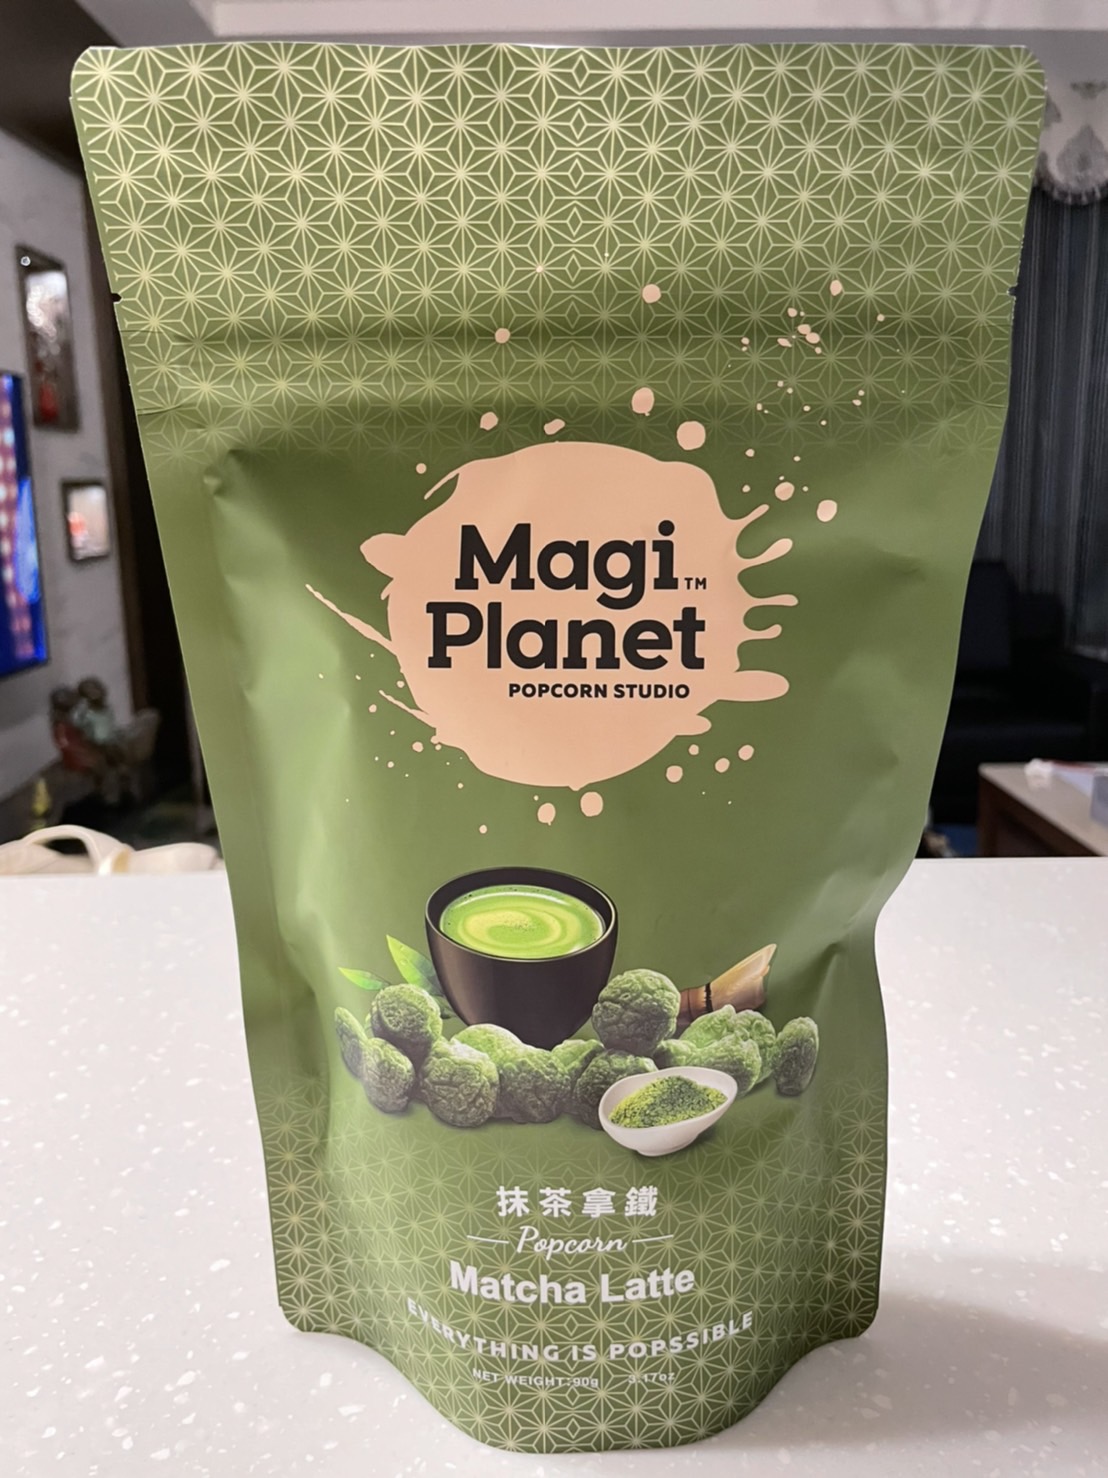 Magi™
Planet
POPCORN STUDIO
抹茶拿鐵
Popcorn
Matcha Latte
EVERYTHING IS POPSSIBLE
NET WEIGHT:90g 3.17oz